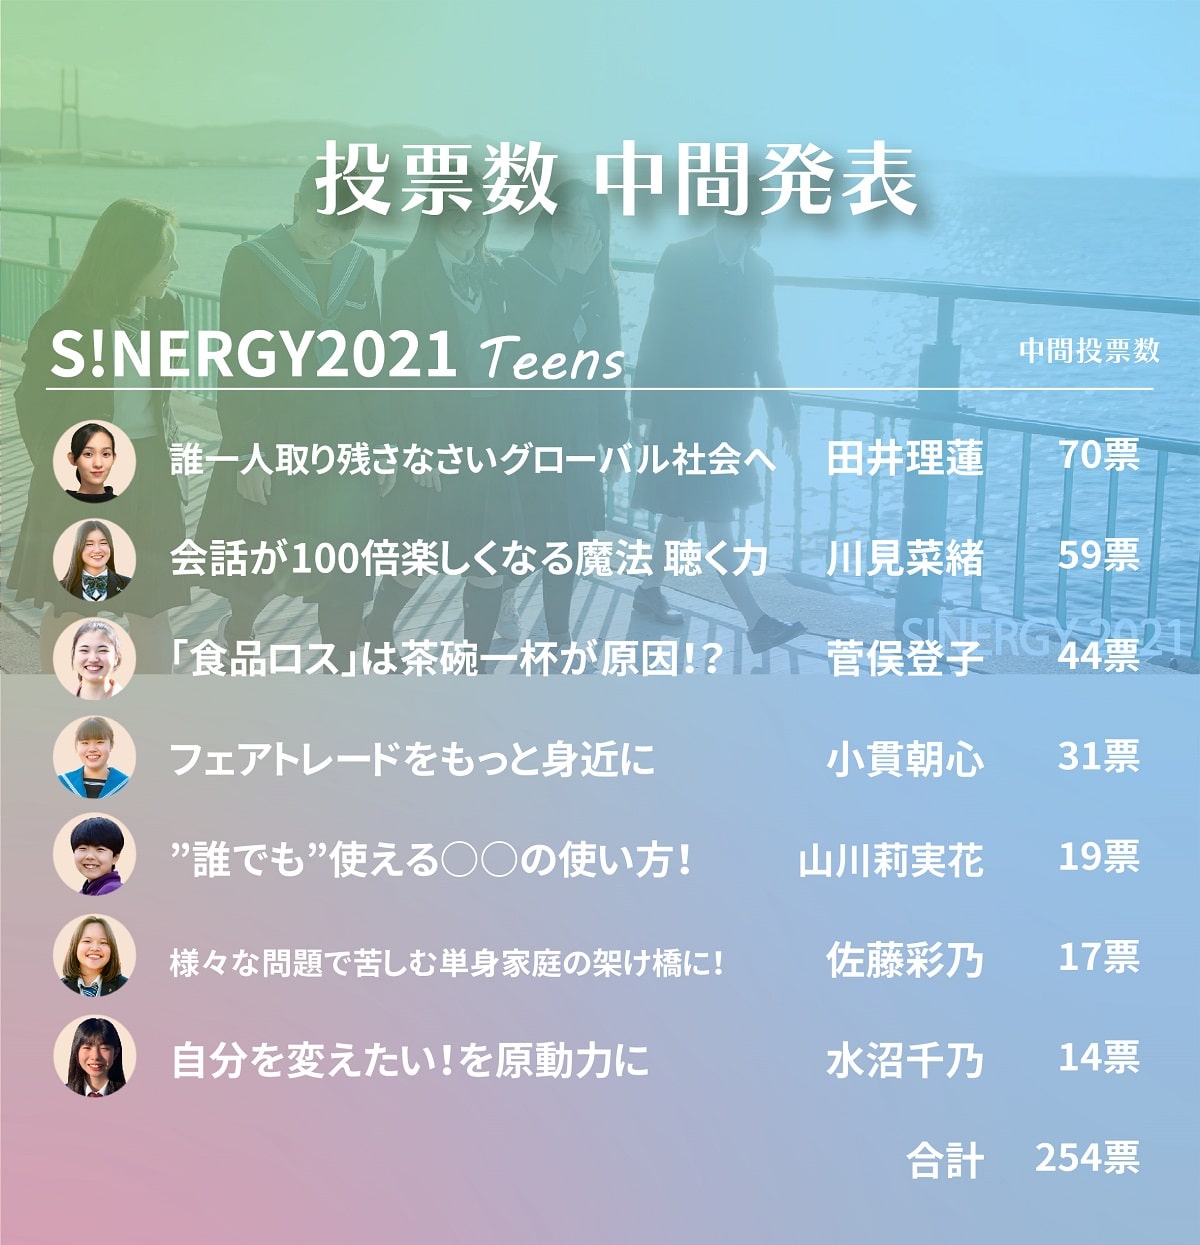 投票数 中間発表
S!NERGY2021 Teens 中間投票数
誰一人取り残さなさいグローバル社会へ 田井理蓮 70票
会話が100倍楽しくなる魔法 聴く力 川見菜緒 59票
S!NERGY 2021
「食品ロス」は茶碗一杯が原因!? 菅俣登子 44票
フェアトレードをもっと身近に 小貫朝心 31票
”誰でも”使える○○の使い方! 山川莉実花 19票
様々な問題で苦しむ単身家庭の架け橋に! 佐藤彩乃 17票
自分を変えたい!を原動力に 水沼千乃 14票
合計 254票